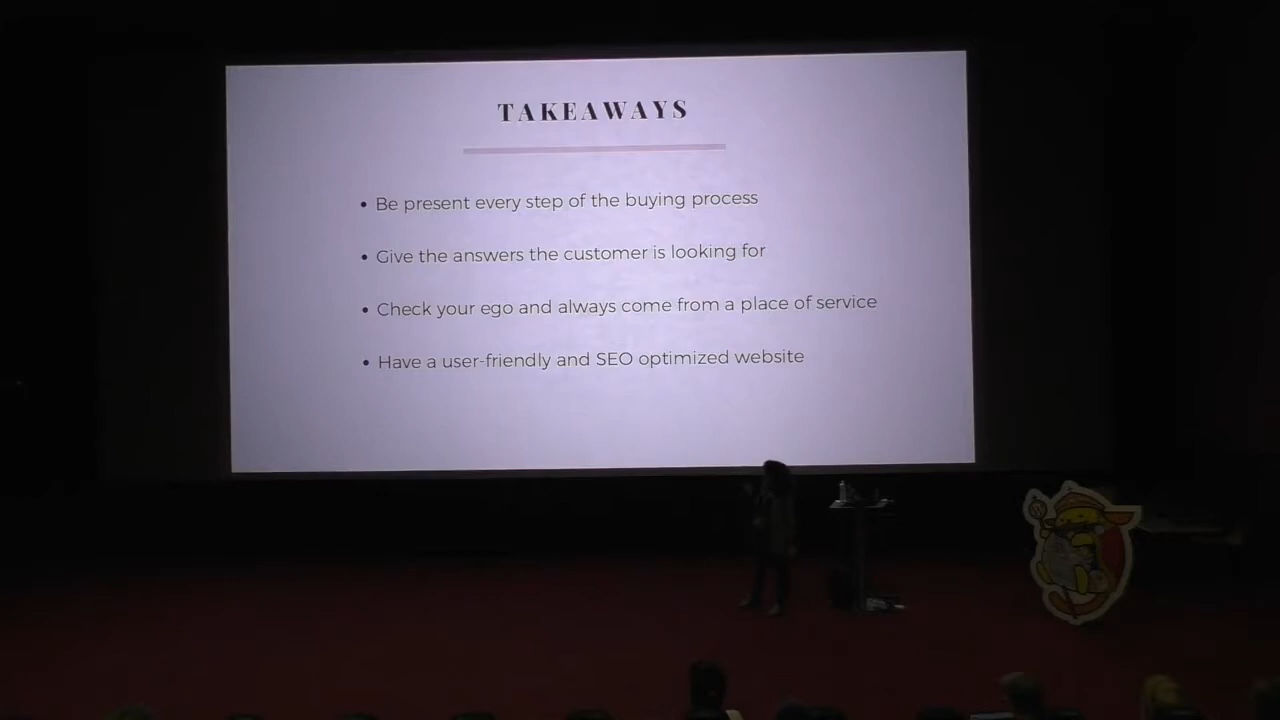 TAKEAWAYS
• Be present every step of the buying process
• Give the answers the customer is looking for
• Check your ego and always come from a place of service
• Have a user-friendly and SEO optimized website